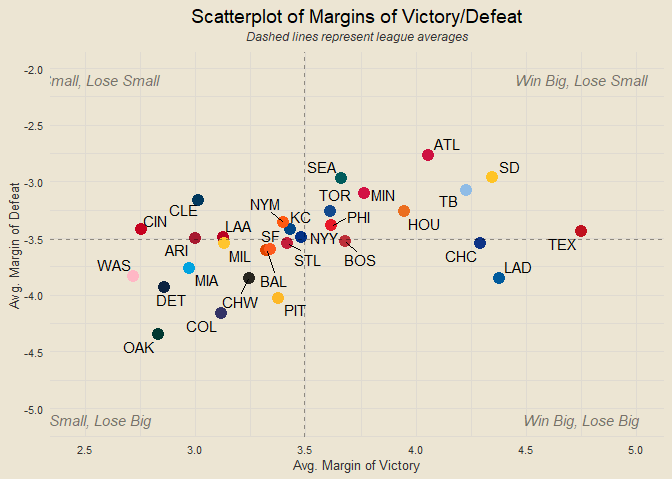 Scatterplot of Margins of Victory/Defeat
Dashed lines represent league averages
-2.0
Small, Lose Small
Win Big, Lose Small
-2.5
ATL
-3.0
SEA
SD
TOR
MIN
TB
CLE
NYM
KC
PHI
HOU
CIN
LAA
SF
NYY
-3.5
ARI
MIL
STL
BOS
CHC
TEX
WAS
MIA
BAL
LAD
-4.0
DET
CHW
PIT
COL
OAK
-4.5
-5.0
Small, Lose Big
Win Big, Lose Big
2.5
3.0
3.5
4.0
4.5
5.0
Avg. Margin of Victory
Avg. Margin of Defeat